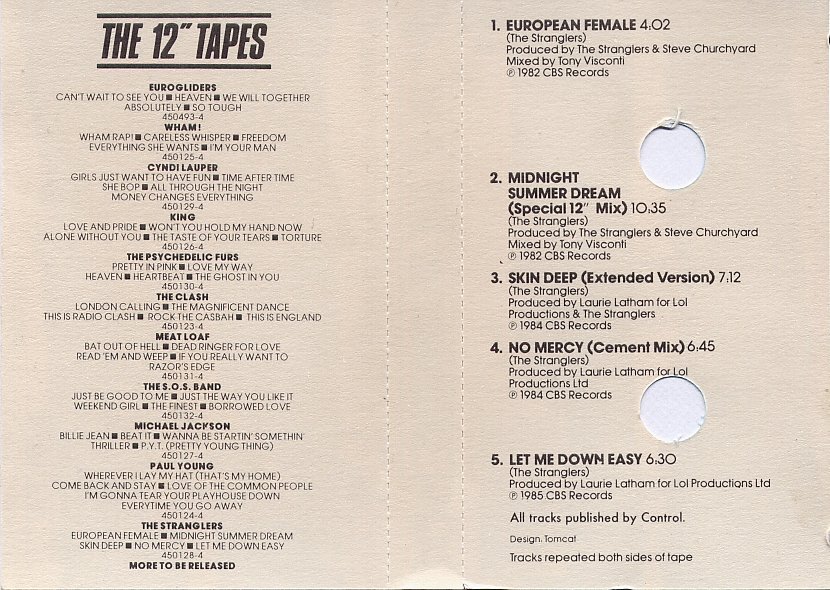 THE 12" TAPES
EUROGLIDERS
CAN'T WAIT TO SEE YOU ■ HEAVEN ■ WE WILL TOGETHER
ABSOLUTELY ■ SO TOUGH
450493-4
WHAM!
WHAM RAP! ■ CARELESS WHISPER ■ FREEDOM
EVERYTHING SHE WANTS ■ I'M YOUR MAN
450125-4
CYNDI LAUPER
GIRLS JUST WANT TO HAVE FUN ■ TIME AFTER TIME
SHE BOP ■ ALL THROUGH THE NIGHT
MONEY CHANGES EVERYTHING
450129-4
KING
LOVE AND PRIDE ■ WON'T YOU HOLD MY HAND NOW
ALONE WITHOUT YOU ■ THE TASTE OF YOUR TEARS ■ TORTURE
450126-4
THE PSYCHEDELIC FURS
PRETTY IN PINK ■ LOVE MY WAY
HEAVEN ■ HEARTBEAT ■ THE GHOST IN YOU
450130-4
THE CLASH
LONDON CALLING ■ THE MAGNIFICENT DANCE
THIS IS RADIO CLASH ■ ROCK THE CASBAH ■ THIS IS ENGLAND
450123-4
MEAT LOAF
BAT OUT OF HELL ■ DEAD RINGER FOR LOVE
READ 'EM AND WEEP ■ IF YOU REALLY WANT TO
RAZOR'S EDGE
450131-4
THE S.O.S. BAND
JUST BE GOOD TO ME ■ JUST THE WAY YOU LIKE IT
WEEKEND GIRL ■ THE FINEST ■ BORROWED LOVE
450132-4
MICHAEL JACKSON
BILLIE JEAN ■ BEAT IT ■ WANNA BE STARTIN' SOMETHIN'
THRILLER ■ P.Y.T. (PRETTY YOUNG THING)
450127-4
PAUL YOUNG
WHEREVER I LAY MY HAT (THAT'S MY HOME)
COME BACK AND STAY ■ LOVE OF THE COMMON PEOPLE
I'M GONNA TEAR YOUR PLAYHOUSE DOWN
EVERYTIME YOU GO AWAY
450124-4
THE STRANGLERS
EUROPEAN FEMALE ■ MIDNIGHT SUMMER DREAM
SKIN DEEP ■ NO MERCY ■ LET ME DOWN EASY
450128-4
MORE TO BE RELEASED
1. EUROPEAN FEMALE 4:02
(The Stranglers)
Produced by The Stranglers & Steve Churchyard
Mixed by Tony Visconti
℗ 1982 CBS Records
2. MIDNIGHT
SUMMER DREAM
(Special 12" Mix) 10:35
(The Stranglers)
Produced by The Stranglers & Steve Churchyard
Mixed by Tony Visconti
℗ 1982 CBS Records
3. SKIN DEEP (Extended Version) 7:12
(The Stranglers)
Produced by Laurie Latham for Lol
Productions & The Stranglers
℗ 1984 CBS Records
4. NO MERCY (Cement Mix) 6:45
(The Stranglers)
Produced by Laurie Latham for Lol
Productions Ltd
℗ 1984 CBS Records
5. LET ME DOWN EASY 6:30
(The Stranglers)
Produced by Laurie Latham for Lol Productions Ltd
℗ 1985 CBS Records
All tracks published by Control.
Design. Tomcat
Tracks repeated both sides of tape